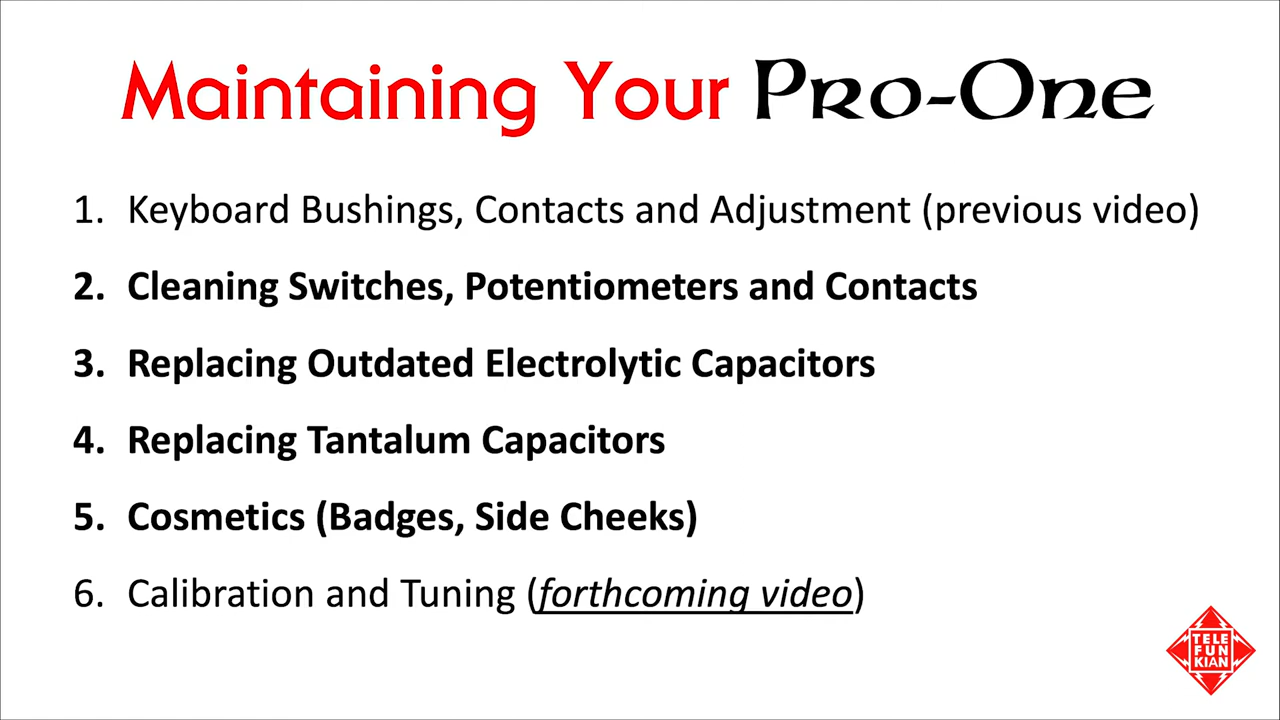 Maintaining Your Pro-One
1. Keyboard Bushings, Contacts and Adjustment (previous video)
2. Cleaning Switches, Potentiometers and Contacts
3. Replacing Outdated Electrolytic Capacitors
4. Replacing Tantalum Capacitors
5. Cosmetics (Badges, Side Cheeks)
6. Calibration and Tuning (forthcoming video)
TELE
FUN
KIAN